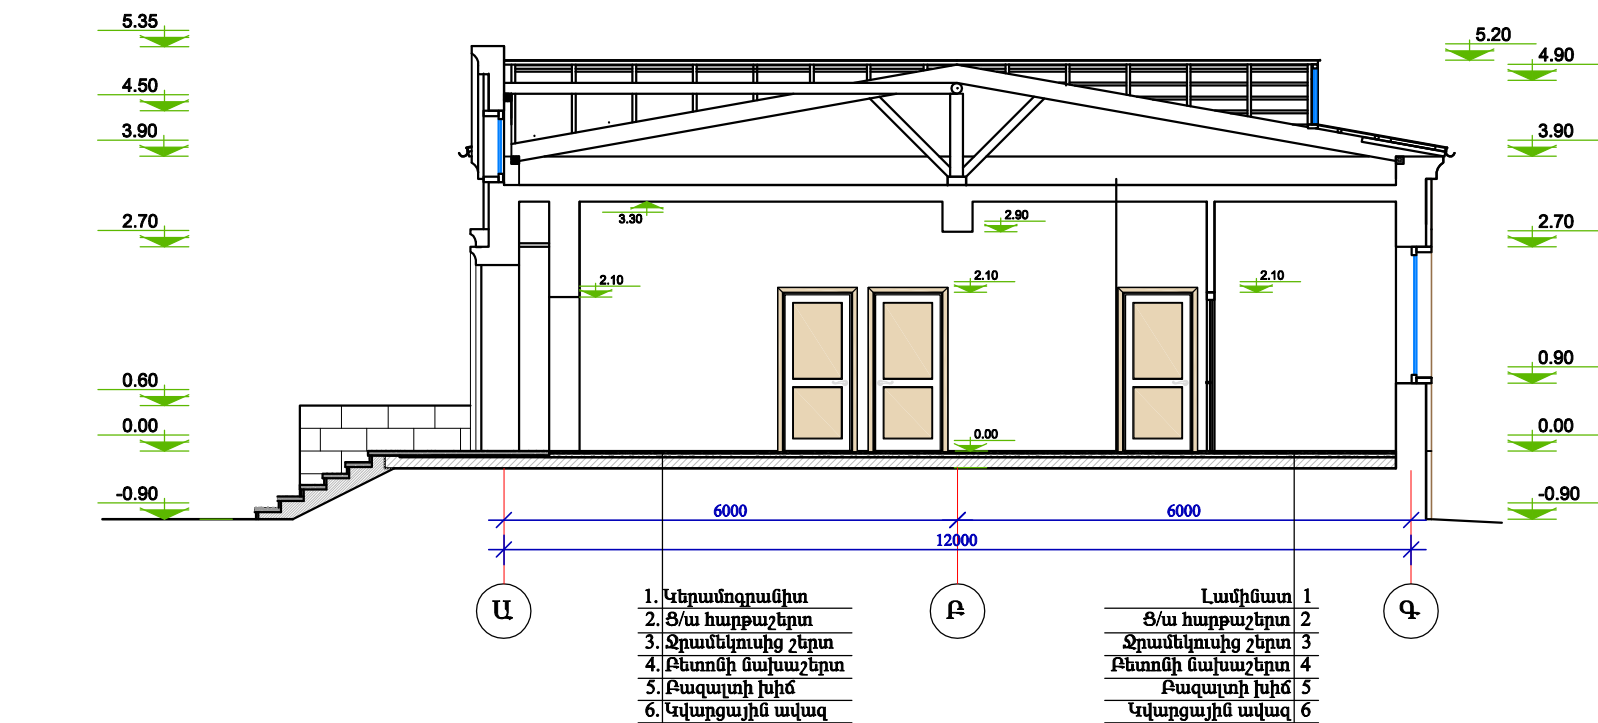 5.35
5.20
4.90
4.50
3.90
3.90
2.70
3.30
2.90
2.70
2.10
2.10
2.10
0.60
0.90
0.00
0.00
0.00
-0.90
-0.90
6000
6000
12000
Ա
Բ
Գ
1. Կերամոգրանիտ
2. Ց/ա հարթաշերտ
3. Ջրամեկուսից շերտ
4. Բետոնի նախաշերտ
5. Բազալտի խիճ
6. Կվարցային ավազ
Լամինատ 1
Ց/ա հարթաշերտ 2
Ջրամեկուսից շերտ 3
Բետոնի նախաշերտ 4
Բազալտի խիճ 5
Կվարցային ավազ 6